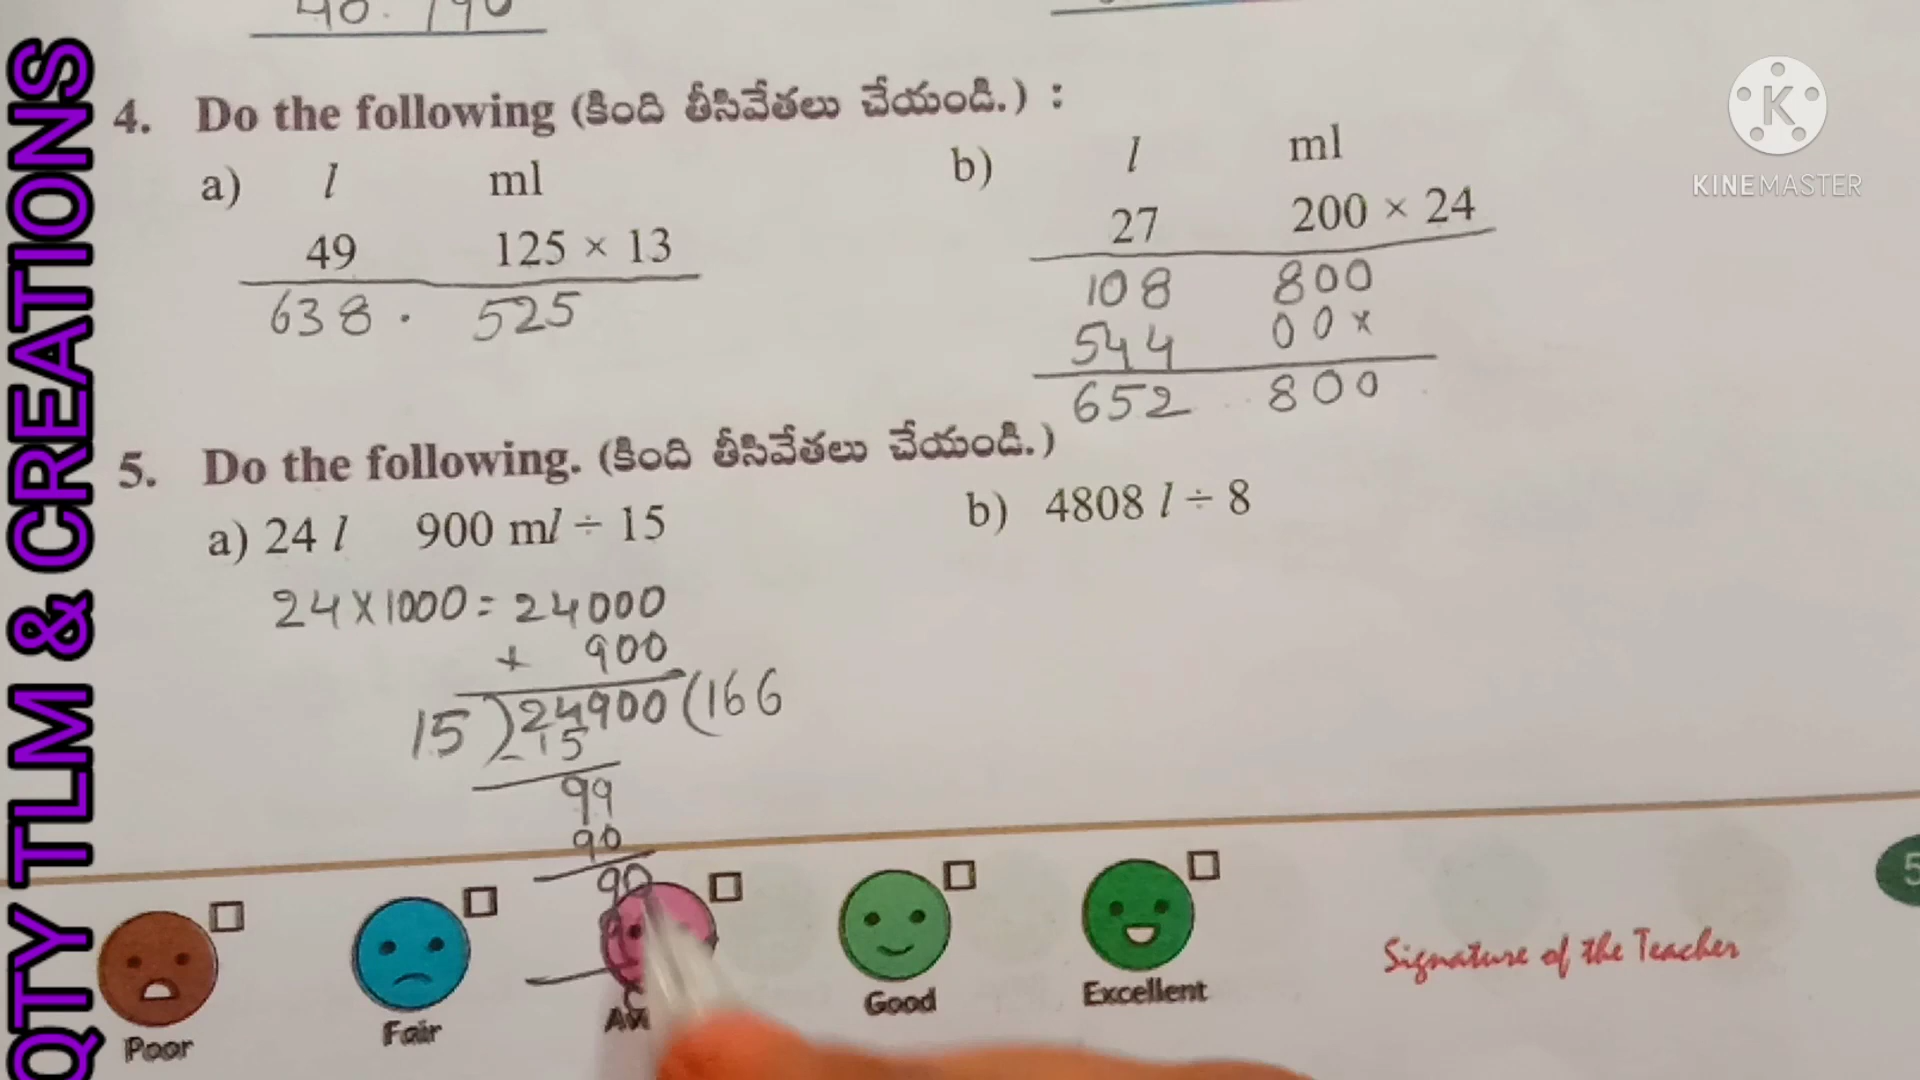 QTY TLM & CREATIONS
K
KINEMASTER
4. Do the following (కింది తీసివేతలు చేయండి.) :
a) l ml
49 125 × 13
638 . 525
b) l ml
27 200 × 24
108 800
544 00×
652 800
5. Do the following. (కింది తీసివేతలు చేయండి.)
a) 24 l 900 ml ÷ 15
24×1000 = 24000
+ 900
15)24900(166
- 15
99
90
90
b) 4808 l ÷ 8
Poor
Fair
Good
Excellent
Signature of the Teacher
5